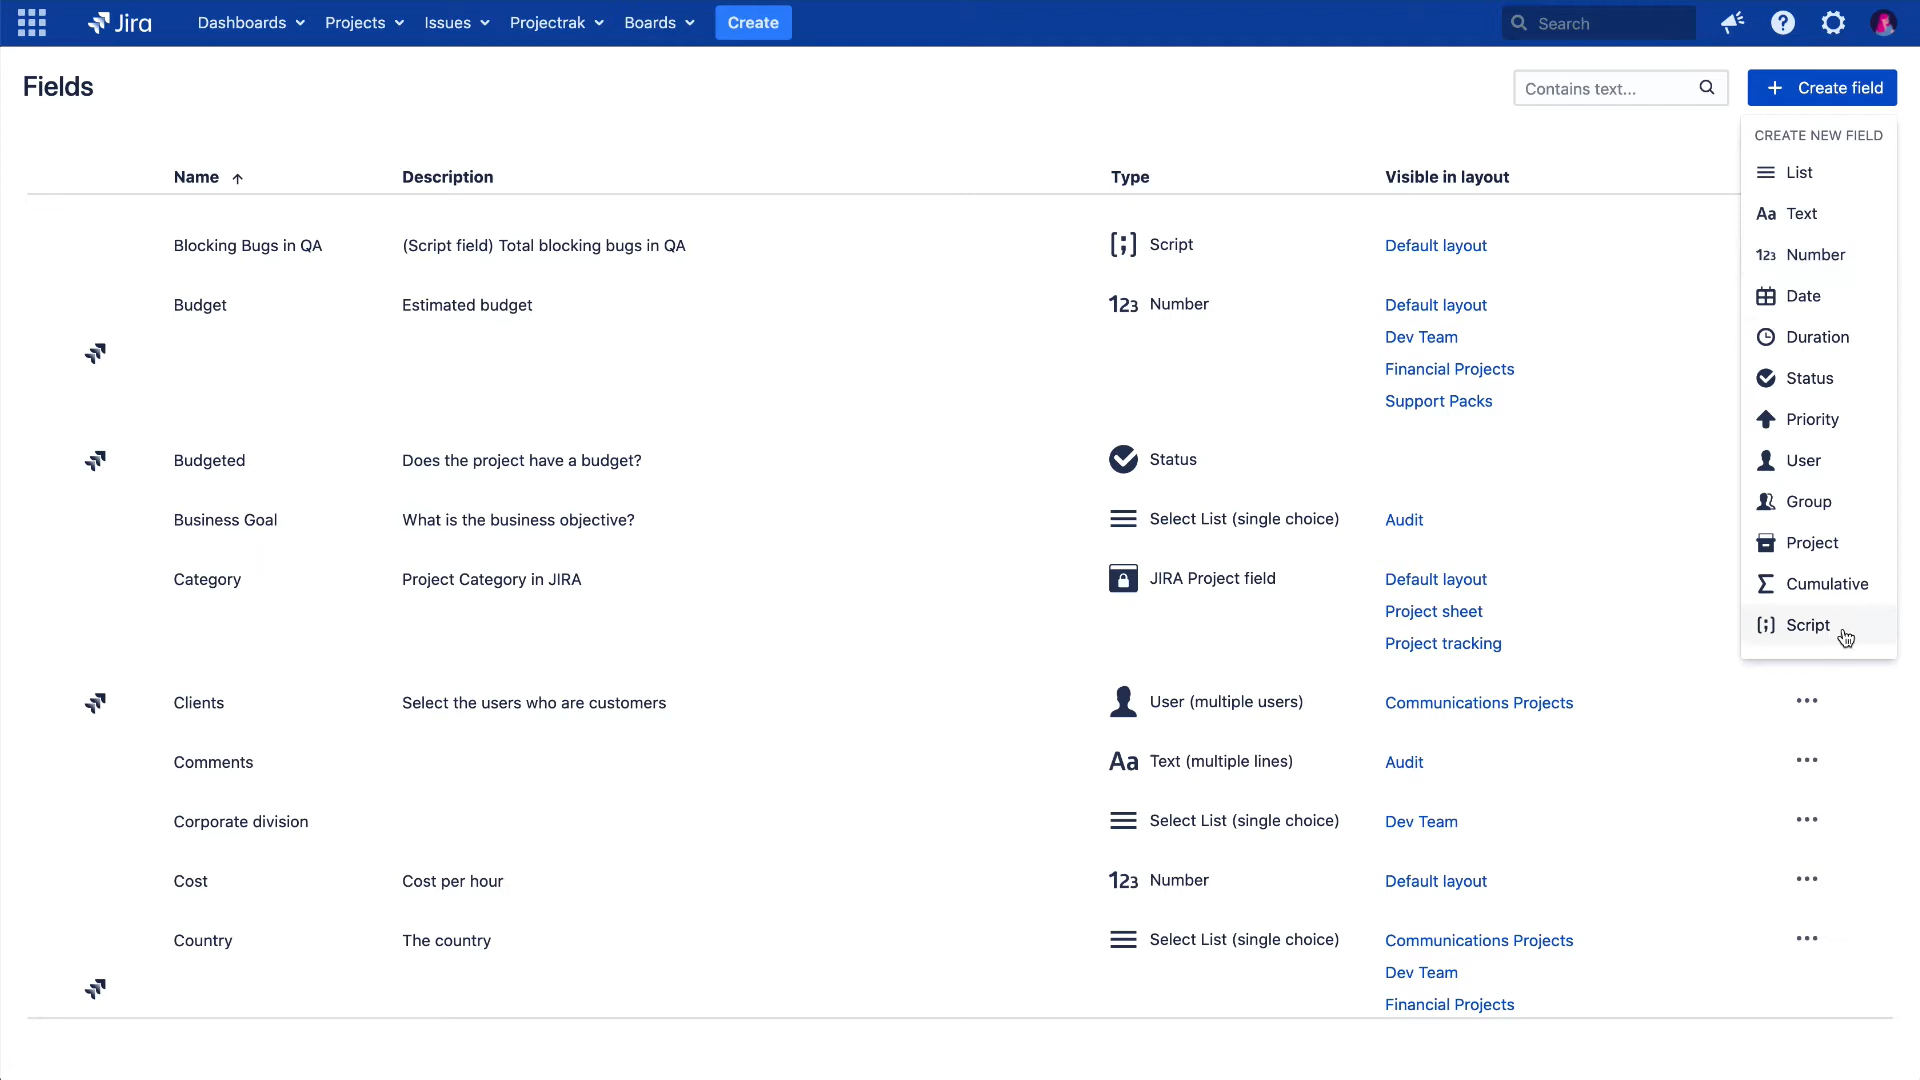 Jira Dashboards Projects Issues Projectrak Boards Create Search
Fields
Contains text...
+ Create field
CREATE NEW FIELD
List
Aa Text
123 Number
Date
Duration
Status
Priority
User
Group
Project
Σ Cumulative
[;] Script
Name ↑ Description Type Visible in layout
Blocking Bugs in QA (Script field) Total blocking bugs in QA [;] Script Default layout
Budget Estimated budget 123 Number Default layout
Dev Team
Financial Projects
Support Packs
Budgeted Does the project have a budget? Status
Business Goal What is the business objective? Select List (single choice) Audit
Category Project Category in JIRA JIRA Project field Default layout
Project sheet
Project tracking
Clients Select the users who are customers User (multiple users) Communications Projects •••
Comments Aa Text (multiple lines) Audit •••
Corporate division Select List (single choice) Dev Team •••
Cost Cost per hour 123 Number Default layout •••
Country The country Select List (single choice) Communications Projects •••
Dev Team
Financial Projects